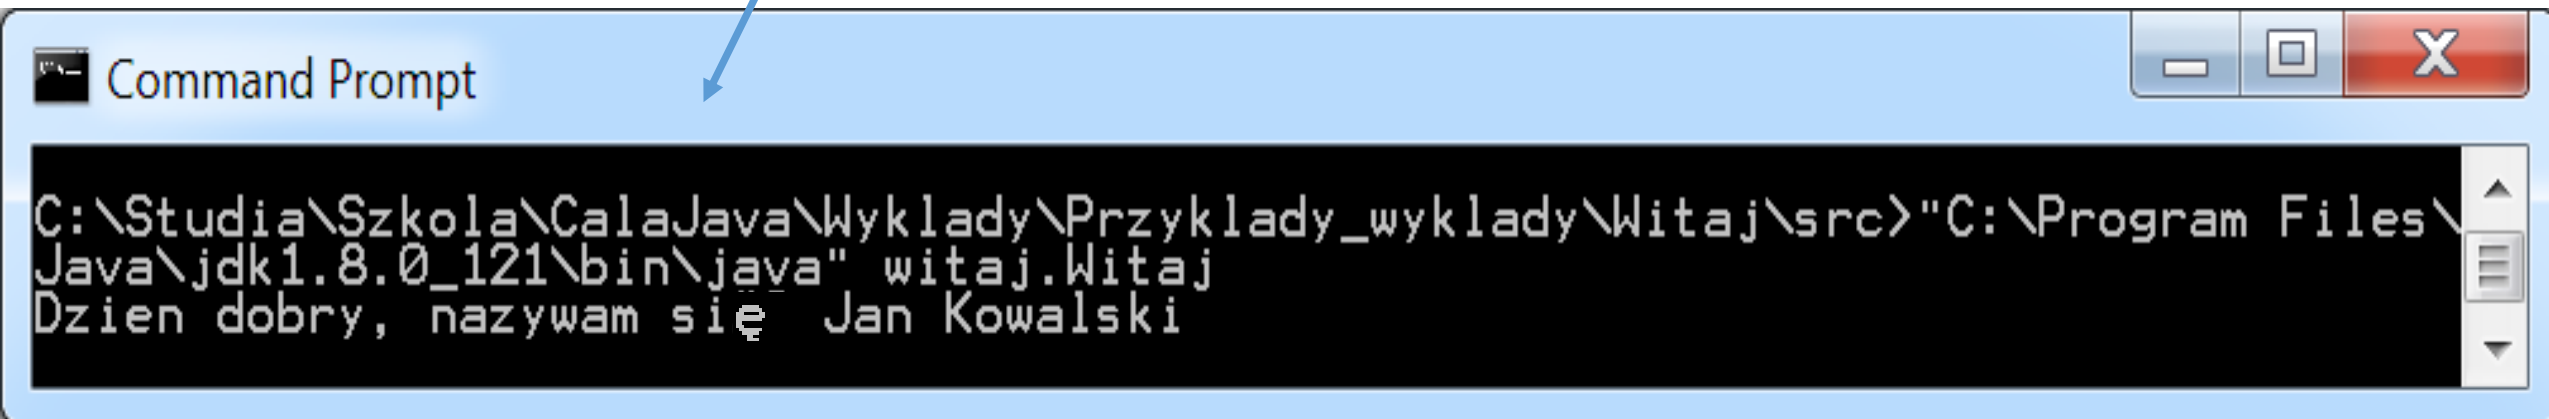 Command Prompt
C:\Studia\Szkola\CalaJava\Wyklady\Przyklady_wyklady\Witaj\src>"C:\Program Files\
Java\jdk1.8.0_121\bin\java" witaj.Witaj
Dzien dobry, nazywam się  Jan Kowalski